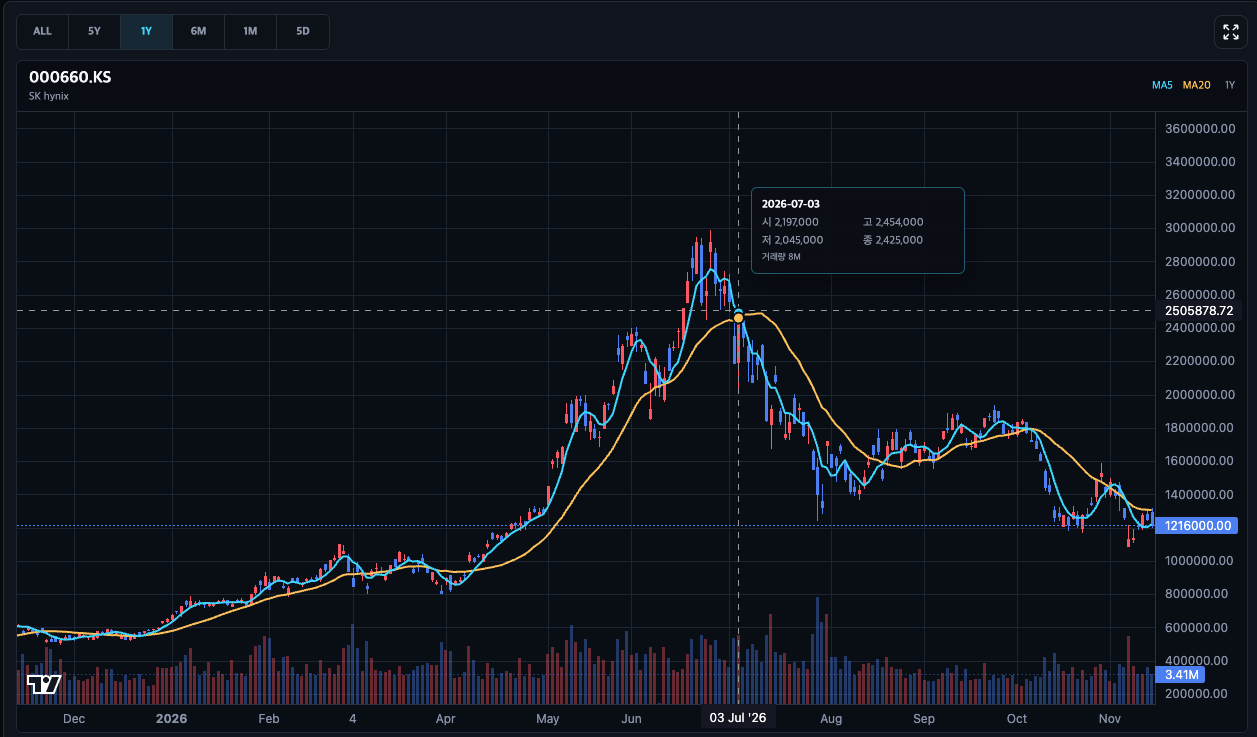 ALL 5Y 1Y 6M 1M 5D
000660.KS
SK hynix
MA5 MA20 1Y
3600000.00
3400000.00
3200000.00
3000000.00
2800000.00
2600000.00
2505878.72
2400000.00
2200000.00
2000000.00
1800000.00
1600000.00
1400000.00
1216000.00
1000000.00
800000.00
600000.00
400000.00
3.41M
200000.00
2026-07-03
시 2,197,000 고 2,454,000
저 2,045,000 종 2,425,000
거래량 8M
Dec 2026 Feb 4 Apr May Jun 03 Jul '26 Aug Sep Oct Nov